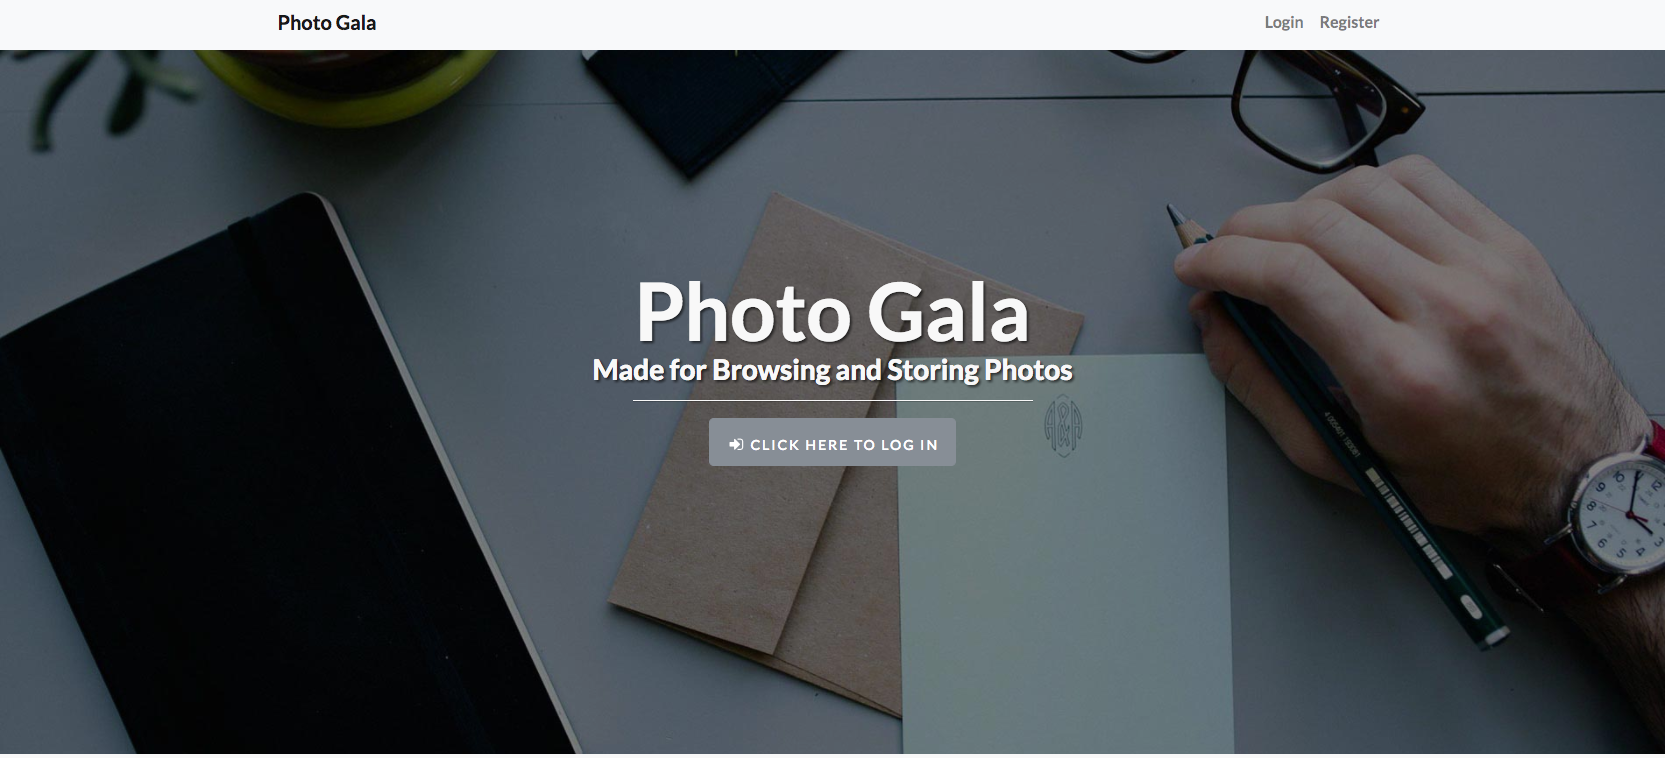 Photo Gala
Login Register
Photo Gala
Made for Browsing and Storing Photos
CLICK HERE TO LOG IN
A&A